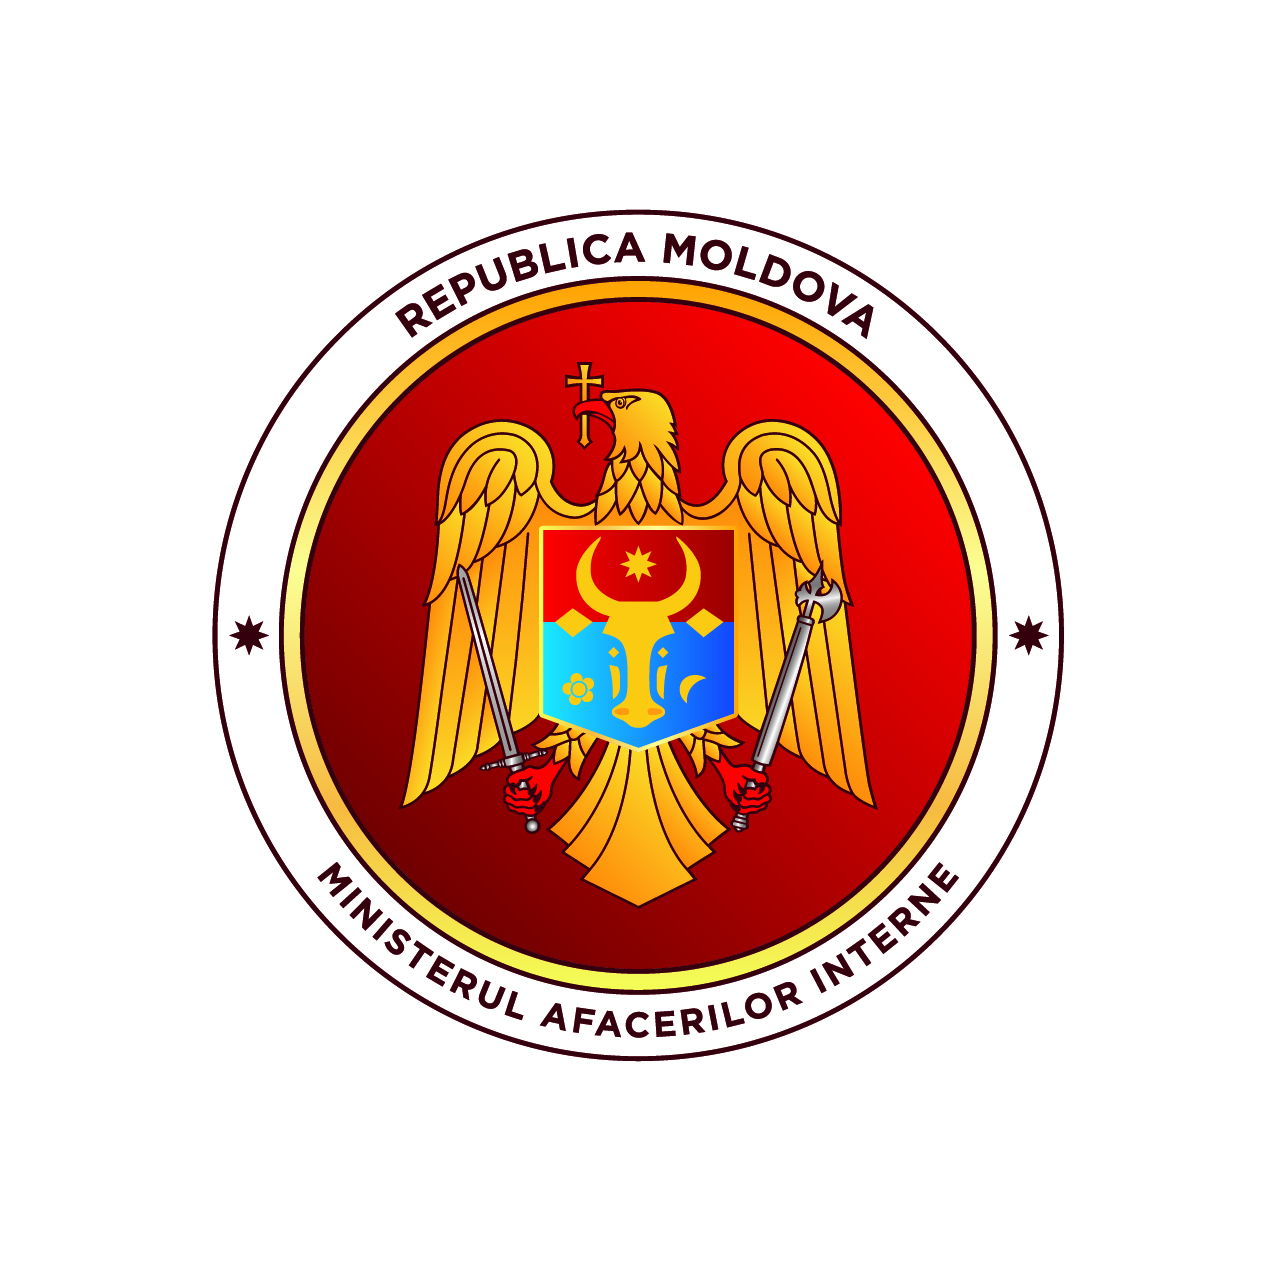 REPUBLICA MOLDOVA
MINISTERUL AFACERILOR INTERNE